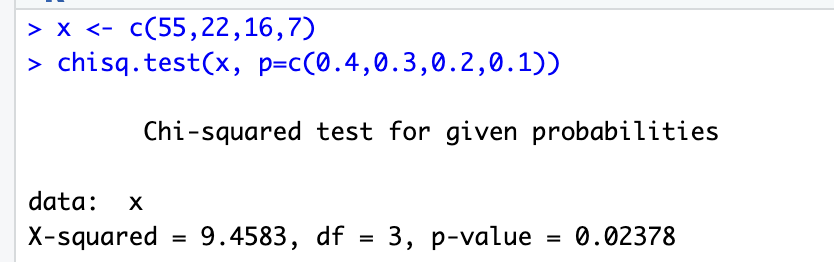 > x <- c(55,22,16,7)
> chisq.test(x, p=c(0.4,0.3,0.2,0.1))
Chi-squared test for given probabilities
data:  x
X-squared = 9.4583, df = 3, p-value = 0.02378